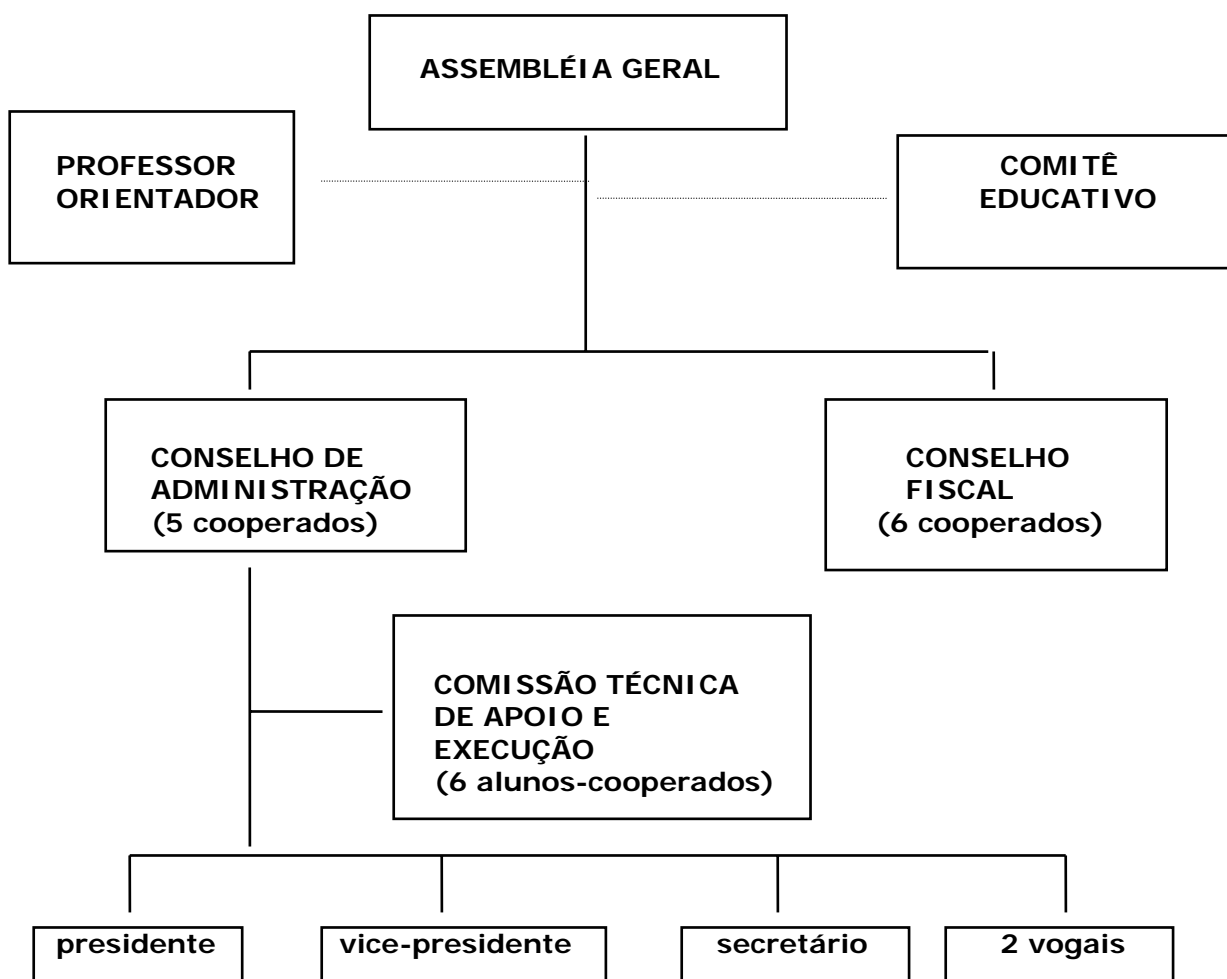 ASSEMBLÉIA GERAL
PROFESSOR
ORIENTADOR
COMITÊ
EDUCATIVO
CONSELHO DE
ADMINISTRAÇÃO
(5 cooperados)
CONSELHO
FISCAL
(6 cooperados)
COMISSÃO TÉCNICA
DE APOIO E
EXECUÇÃO
(6 alunos-cooperados)
presidente
vice-presidente
secretário
2 vogais